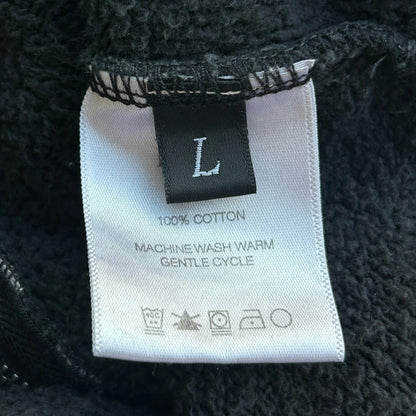 L
100% COTTON
MACHINE WASH WARM
GENTLE CYCLE